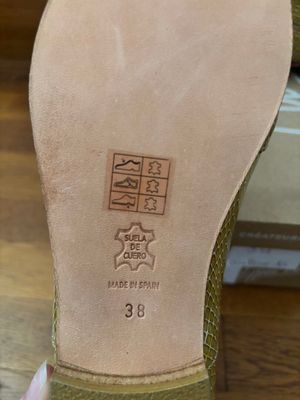 SUELA
DE
CUERO
MADE IN SPAIN
38